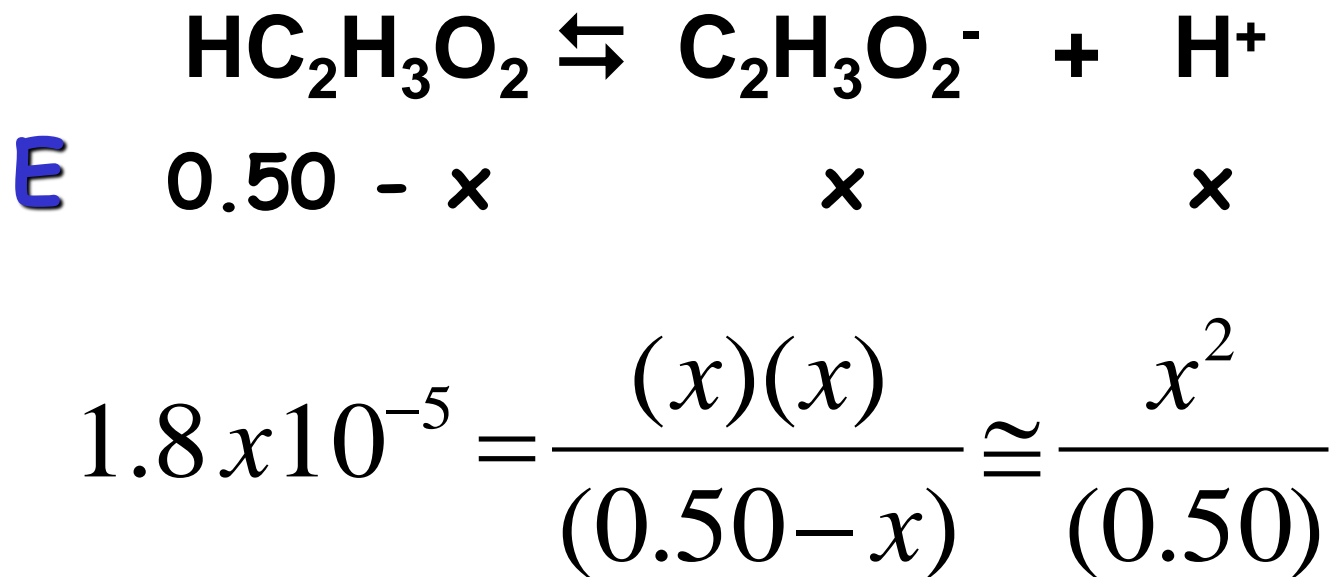 HC₂H₃O₂ ⇆ C₂H₃O₂⁻ + H⁺
E 0.50 - x x x
1.8x10⁻⁵ = (x)(x) / (0.50 − x) ≅ x² / (0.50)